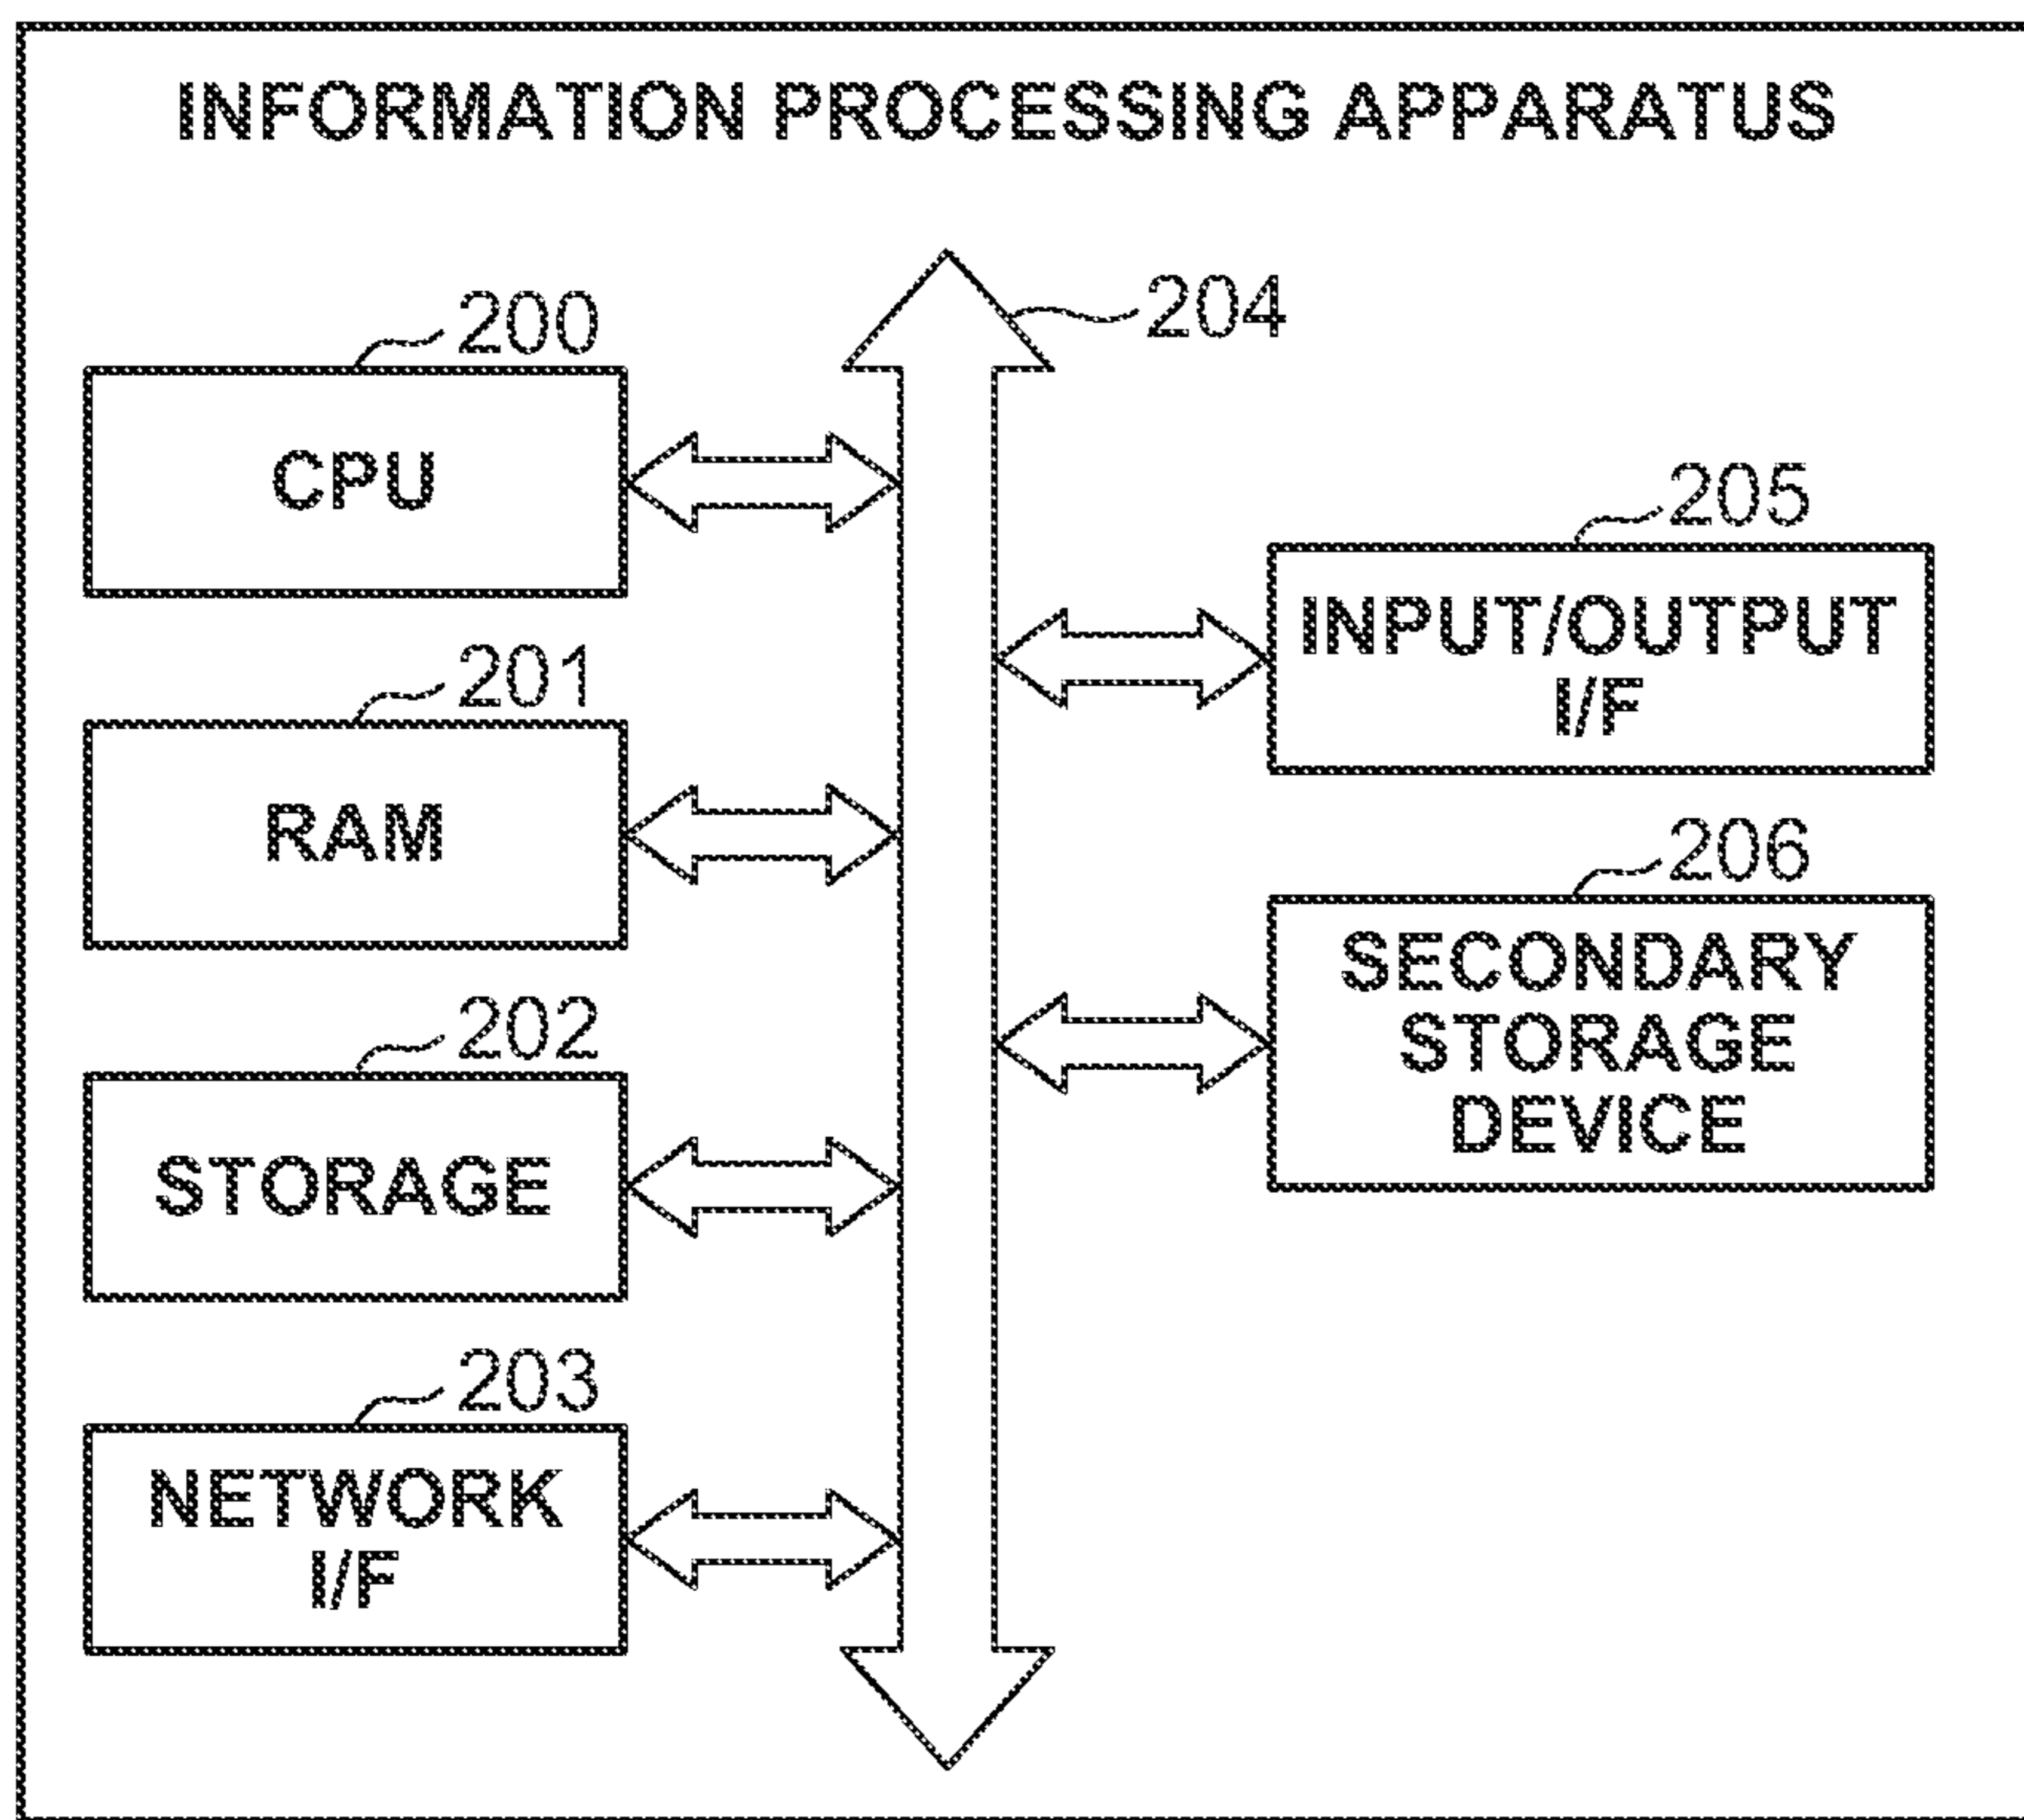 INFORMATION PROCESSING APPARATUS
200
CPU
201
RAM
202
STORAGE
203
NETWORK
I/F
204
205
INPUT/OUTPUT
I/F
206
SECONDARY
STORAGE
DEVICE